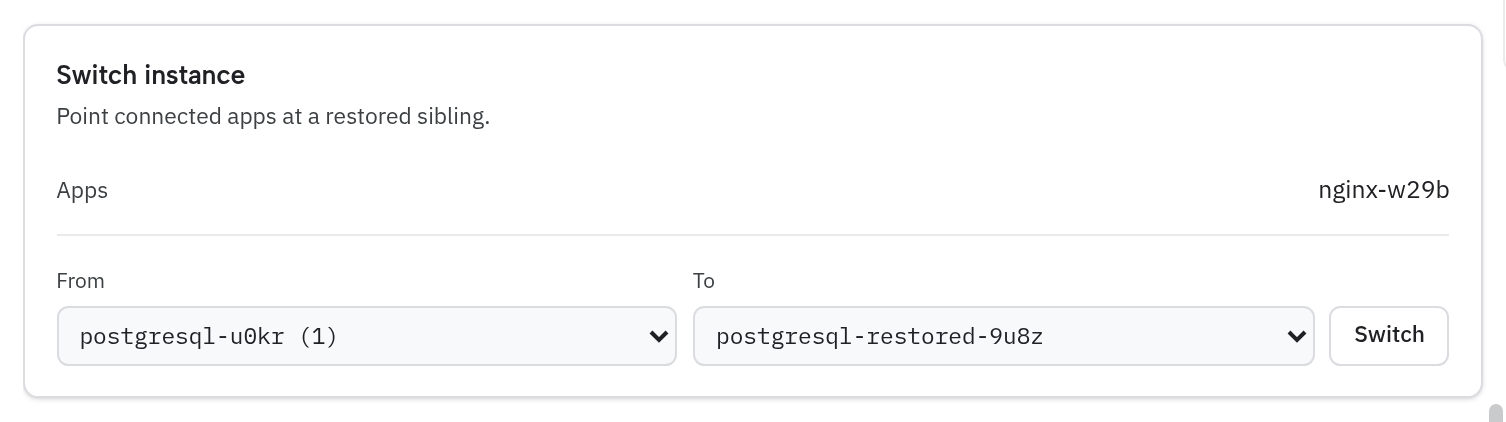 Switch instance
Point connected apps at a restored sibling.
Apps nginx-w29b
From To
postgresql-u0kr (1) postgresql-restored-9u8z Switch